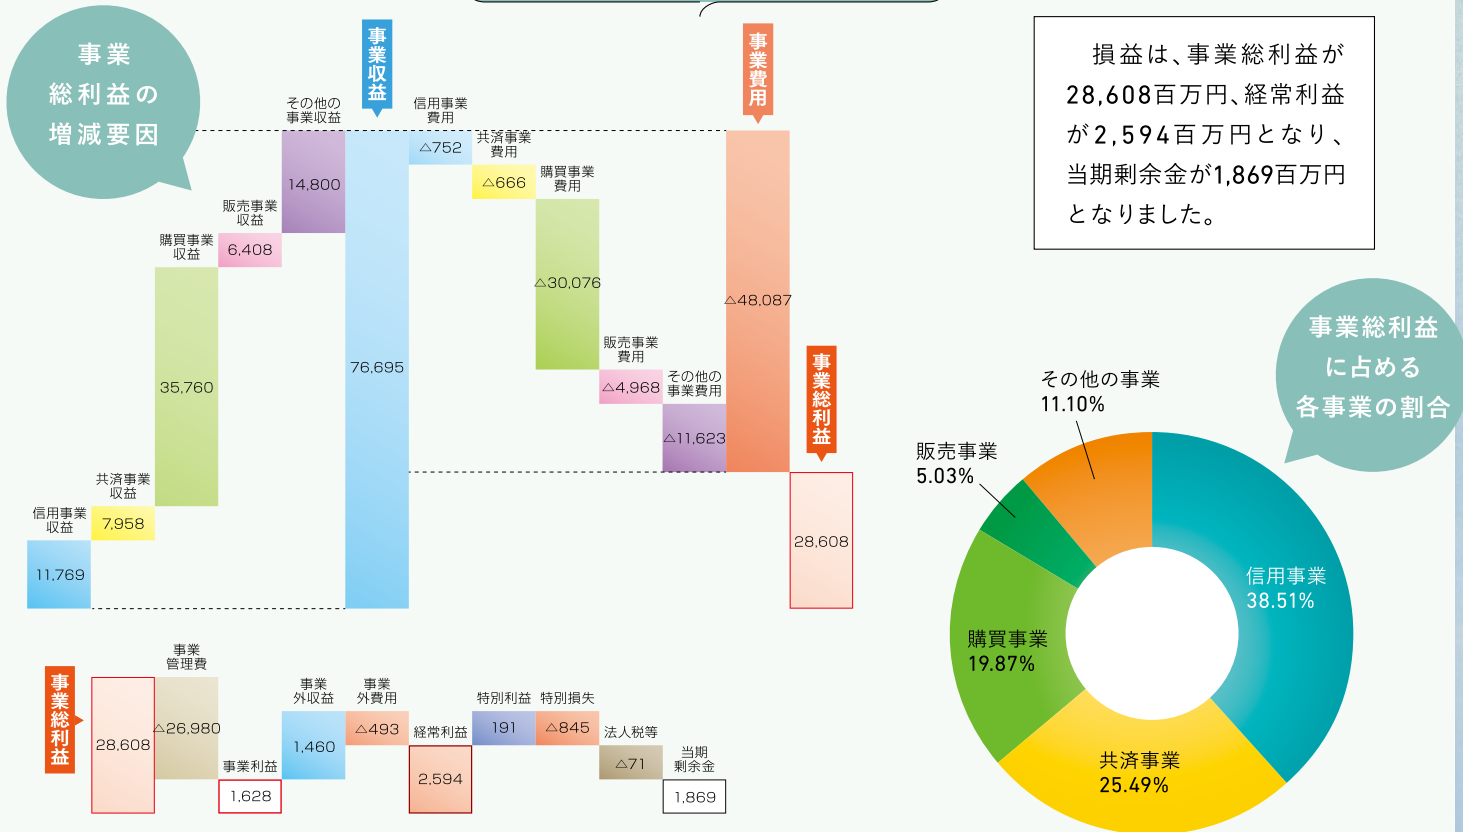 事業
総利益の
増減要因
事業収益
事業費用
事業総利益
信用事業
収益
11,769
共済事業
収益
7,958
購買事業
収益
35,760
販売事業
収益
6,408
その他の
事業収益
14,800
76,695
信用事業
費用
△752
共済事業
費用
△666
購買事業
費用
△30,076
販売事業
費用
△4,968
その他の
事業費用
△11,623
△48,087
28,608
損益は、事業総利益が
28,608百万円、経常利益
が2,594百万円となり、
当期剰余金が1,869百万円
となりました。
事業総利益
28,608
事業
管理費
△26,980
事業利益
1,628
事業
外収益
1,460
事業
外費用
△493
経常利益
2,594
特別利益
191
特別損失
△845
法人税等
△71
当期
剰余金
1,869
事業総利益
に占める
各事業の割合
その他の事業
11.10%
販売事業
5.03%
信用事業
38.51%
購買事業
19.87%
共済事業
25.49%